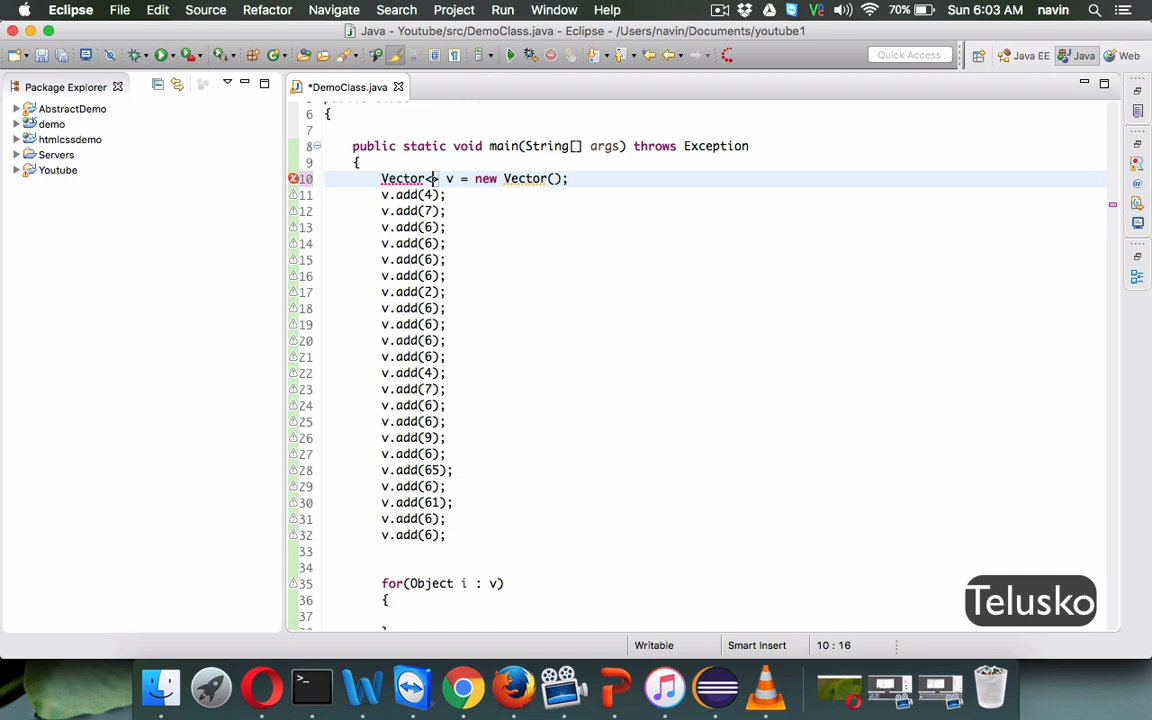 Eclipse File Edit Source Refactor Navigate Search Project Run Window Help 70% Sun 6:03 AM navin
Java - Youtube/src/DemoClass.java - Eclipse - /Users/navin/Documents/youtube1
Quick Access Java EE Java Web
Package Explorer
AbstractDemo
demo
htmlcssdemo
Servers
Youtube
*DemoClass.java
6 {
7
8 public static void main(String[] args) throws Exception
9 {
10 Vector<> v = new Vector();
11 v.add(4);
12 v.add(7);
13 v.add(6);
14 v.add(6);
15 v.add(6);
16 v.add(6);
17 v.add(2);
18 v.add(6);
19 v.add(6);
20 v.add(6);
21 v.add(6);
22 v.add(4);
23 v.add(7);
24 v.add(6);
25 v.add(6);
26 v.add(9);
27 v.add(6);
28 v.add(65);
29 v.add(6);
30 v.add(61);
31 v.add(6);
32 v.add(6);
33
34
35 for(Object i : v)
36 {
37
Telusko
Writable Smart Insert 10 : 16